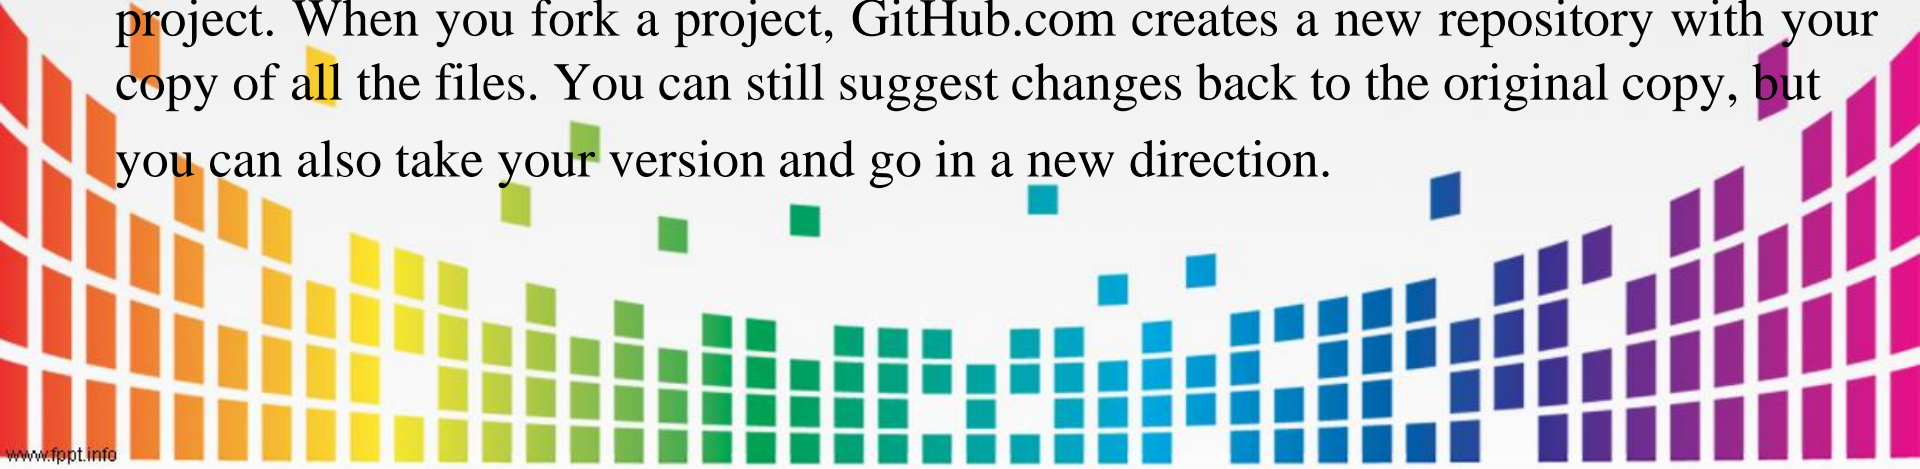 project. When you fork a project, GitHub.com creates a new repository with your
copy of all the files. You can still suggest changes back to the original copy, but
you can also take your version and go in a new direction.
www.fppt.info